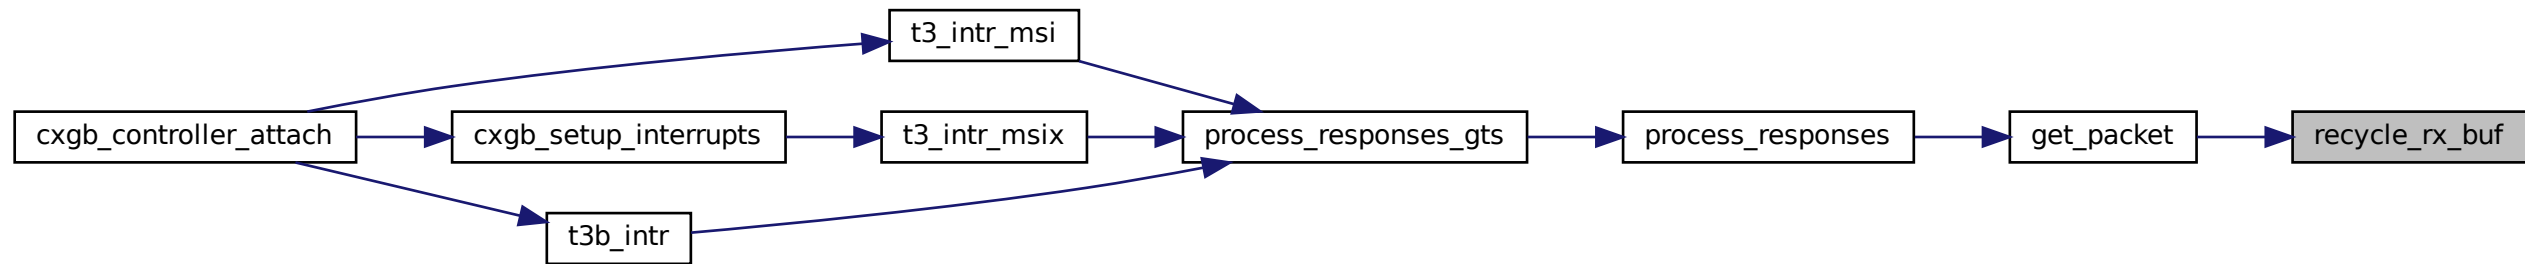 t3_intr_msi
cxgb_controller_attach
cxgb_setup_interrupts
t3_intr_msix
process_responses_gts
process_responses
get_packet
recycle_rx_buf
t3b_intr